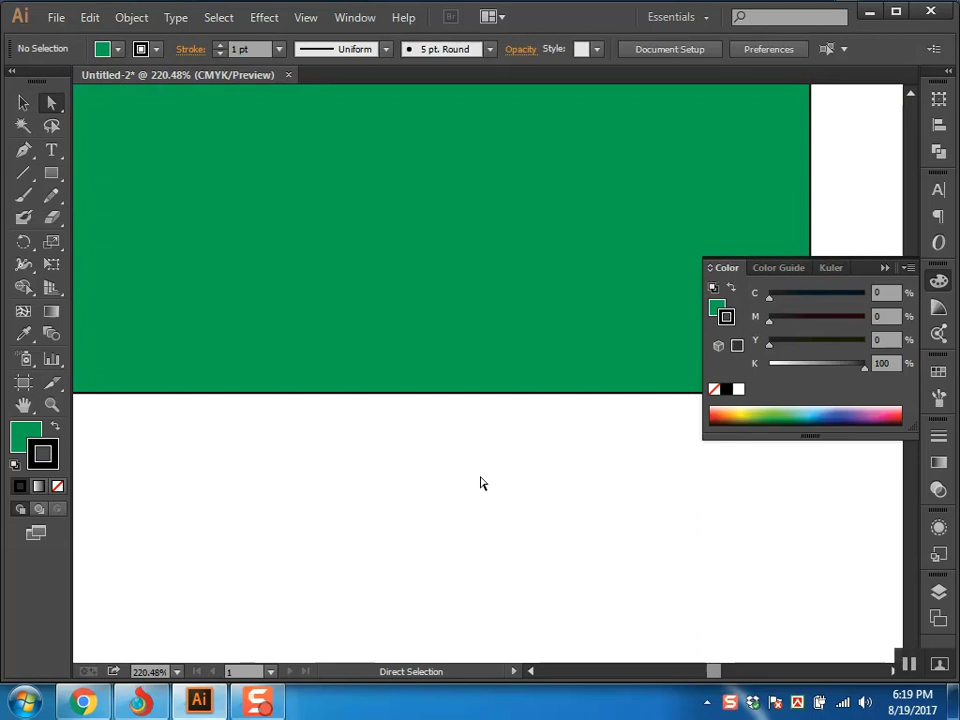 Ai File Edit Object Type Select Effect View Window Help Br Essentials
No Selection Stroke: 1 pt Uniform 5 pt. Round Opacity Style: Document Setup Preferences
Untitled-2* @ 220.48% (CMYK/Preview) ×
T
A
Color Color Guide Kuler
C 0 %
M 0 %
Y 0 %
K 100 %
220.48% 1 Direct Selection
Ai S S 6:19 PM
8/19/2017